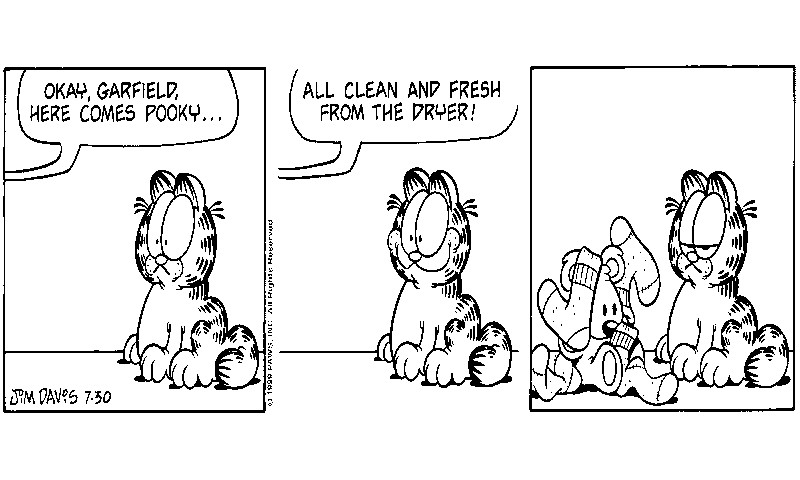 OKAY, GARFIELD,
HERE COMES POOKY...
ALL CLEAN AND FRESH
FROM THE DRYER!
JIM DAVIS 7-30
© 1999 PAWS, INC. All Rights Reserved